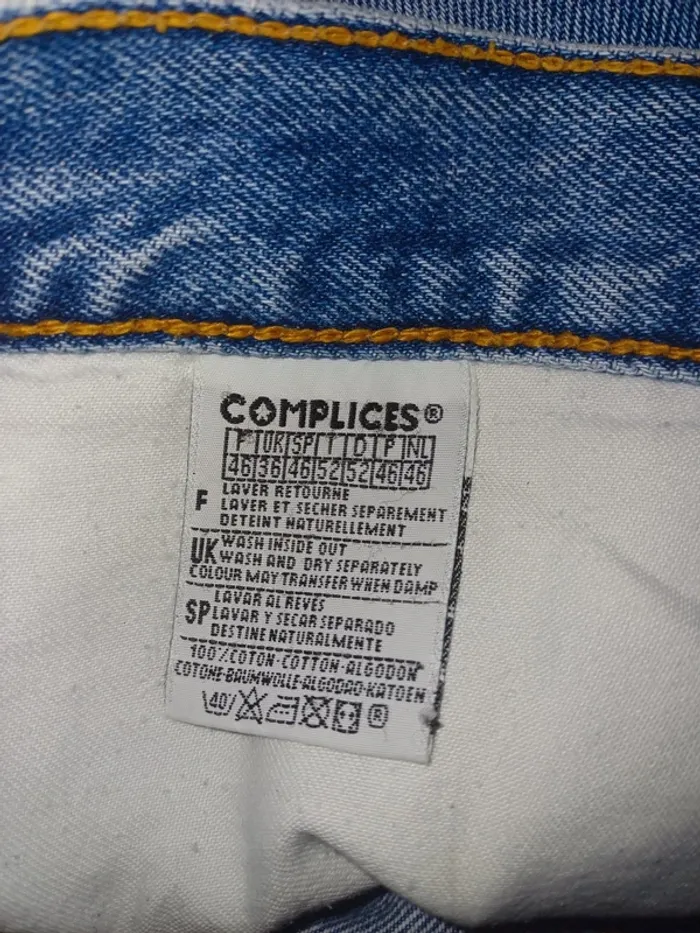 COMPLICES®
F UK SP I D P NL
46 36 46 52 52 46 46
F LAVER RETOURNE
LAVER ET SECHER SEPAREMENT
DETEINT NATURELLEMENT
UK WASH INSIDE OUT
WASH AND DRY SEPARATELY
COLOUR MAY TRANSFER WHEN DAMP
SP LAVAR AL REVÉS
LAVAR Y SECAR SEPARADO
DESTINE NATURALMENTE
100% COTON-COTTON-ALGODON
COTONE-BAUMWOLLE-ALGODAO-KATOEN
40° ®